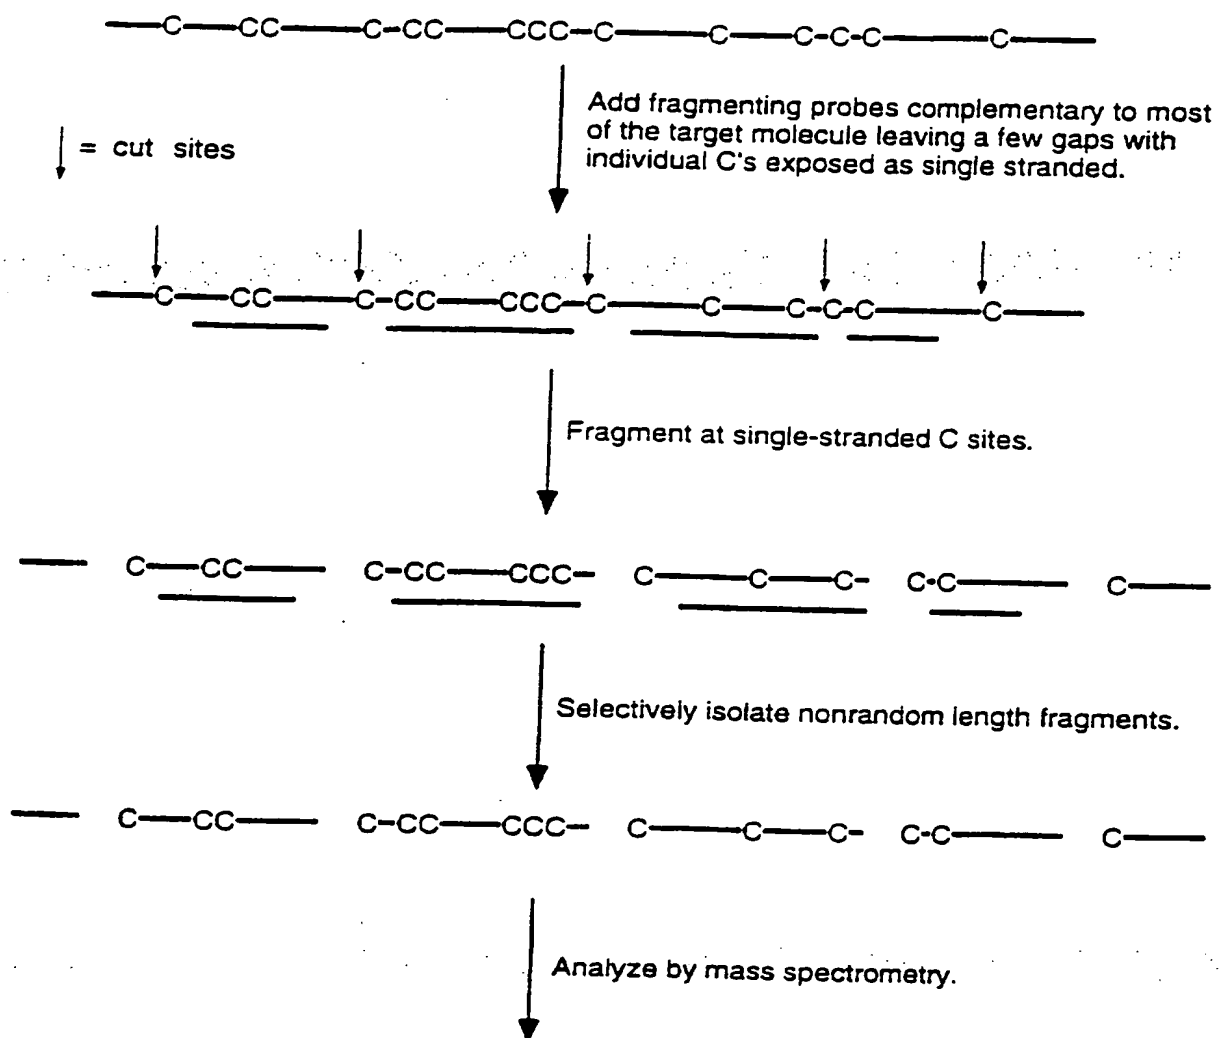 C CC C-CC CCC-C C C-C-C C
Add fragmenting probes complementary to most
of the target molecule leaving a few gaps with
individual C's exposed as single stranded.
= cut sites
C CC C-CC CCC-C C C-C-C C
Fragment at single-stranded C sites.
C CC C-CC CCC- C C C- C-C C
Selectively isolate nonrandom length fragments.
C CC C-CC CCC- C C C- C-C C
Analyze by mass spectrometry.